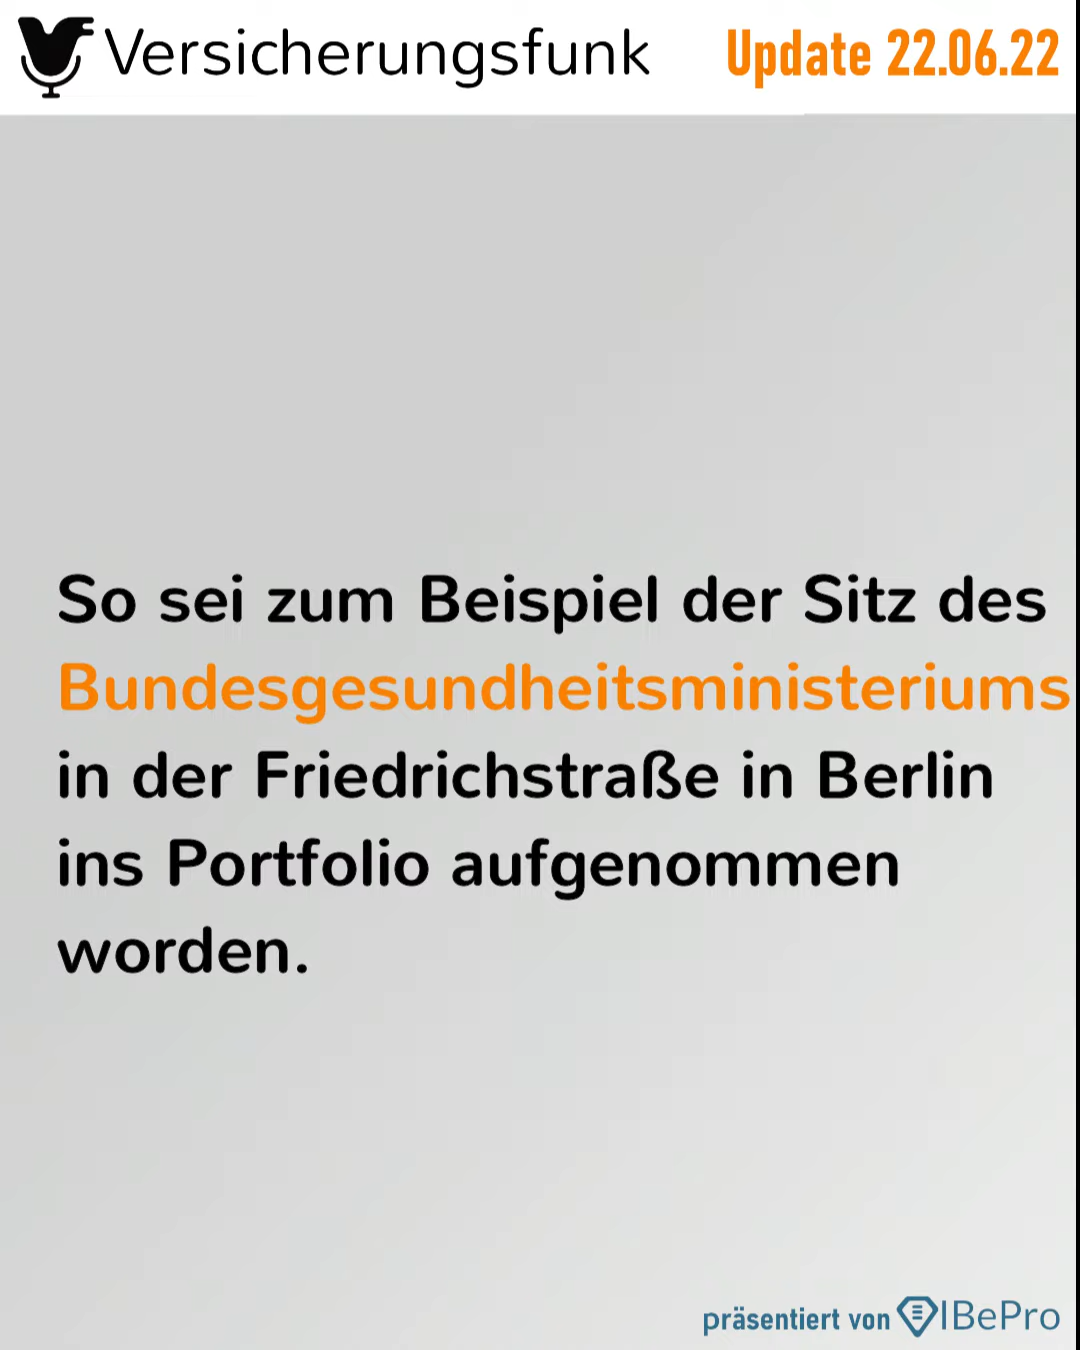 Versicherungsfunk Update 22.06.22
So sei zum Beispiel der Sitz des
Bundesgesundheitsministeriums
in der Friedrichstraße in Berlin
ins Portfolio aufgenommen
worden.
präsentiert von IBePro